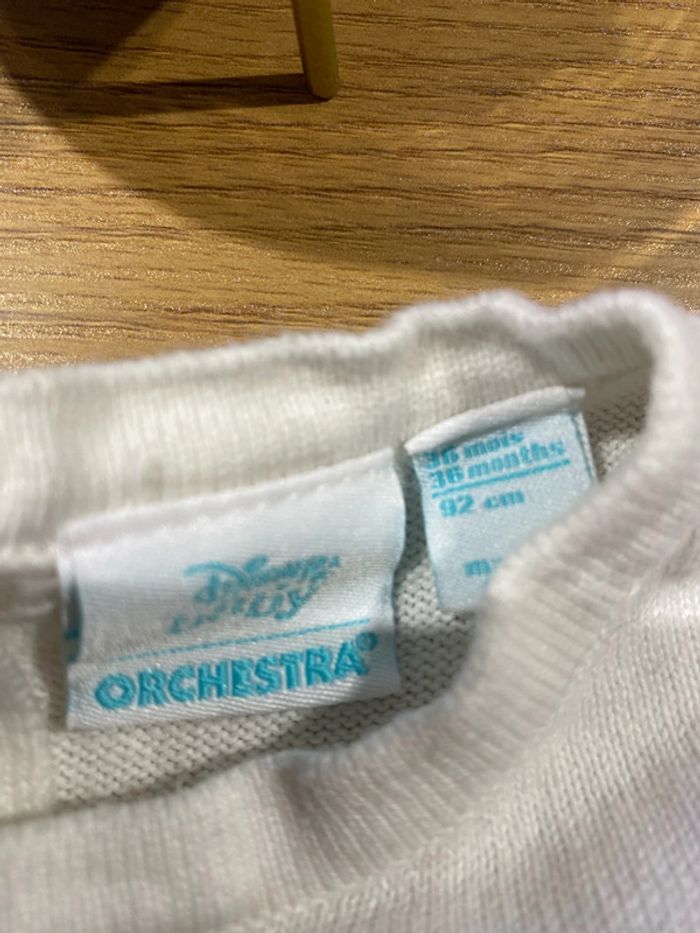 Disney
baby
ORCHESTRA®
36 mois
36 months
92 cm